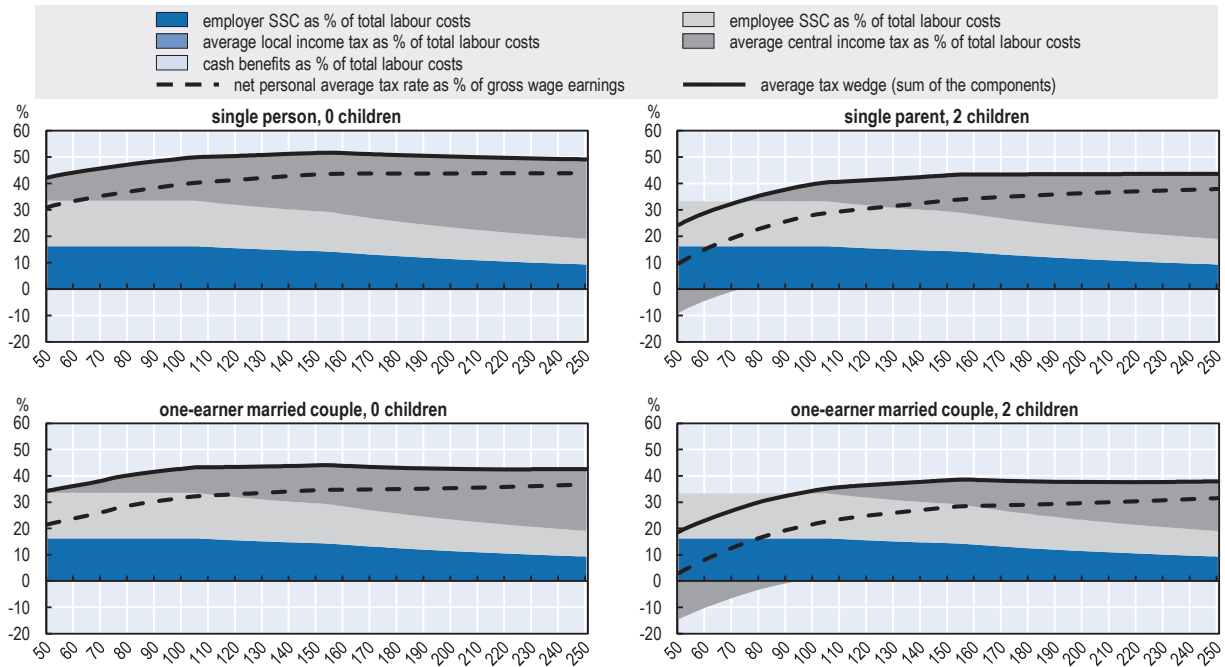 employer SSC as % of total labour costs
employee SSC as % of total labour costs
average local income tax as % of total labour costs
average central income tax as % of total labour costs
cash benefits as % of total labour costs
net personal average tax rate as % of gross wage earnings
average tax wedge (sum of the components)
%
single person, 0 children
60
50
40
30
20
10
0
-10
-20
50 60 70 80 90 100 110 120 130 140 150 160 170 180 190 200 210 220 230 240 250
%
single parent, 2 children
60
50
40
30
20
10
0
-10
-20
50 60 70 80 90 100 110 120 130 140 150 160 170 180 190 200 210 220 230 240 250
%
one-earner married couple, 0 children
60
50
40
30
20
10
0
-10
-20
50 60 70 80 90 100 110 120 130 140 150 160 170 180 190 200 210 220 230 240 250
%
one-earner married couple, 2 children
60
50
40
30
20
10
0
-10
-20
50 60 70 80 90 100 110 120 130 140 150 160 170 180 190 200 210 220 230 240 250